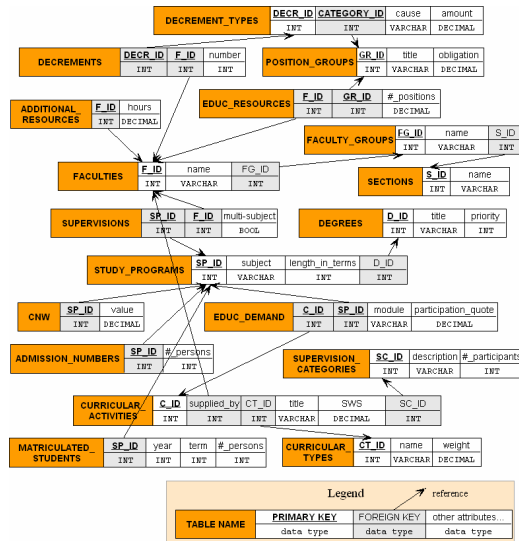 DECREMENT_TYPES DECR_ID CATEGORY_ID cause amount
INT INT VARCHAR DECIMAL
DECREMENTS DECR_ID F_ID number
INT INT INT
POSITION_GROUPS GR_ID title obligation
INT VARCHAR DECIMAL
ADDITIONAL_ F_ID hours
RESOURCES INT DECIMAL
EDUC_RESOURCES F_ID GR_ID #_positions
INT INT DECIMAL
FACULTY_GROUPS FG_ID name S_ID
INT VARCHAR INT
FACULTIES F_ID name FG_ID
INT VARCHAR INT
SECTIONS S_ID name
INT VARCHAR
SUPERVISIONS SP_ID F_ID multi-subject
INT INT BOOL
DEGREES D_ID title priority
INT VARCHAR INT
STUDY_PROGRAMS SP_ID subject length_in_terms D_ID
INT VARCHAR INT INT
CNW SP_ID value
INT DECIMAL
EDUC_DEMAND C_ID SP_ID module participation_quote
INT INT VARCHAR DECIMAL
ADMISSION_NUMBERS SP_ID #_persons
INT INT
SUPERVISION_ SC_ID description #_participants
CATEGORIES INT VARCHAR INT
CURRICULAR_ C_ID supplied_by CT_ID title SWS SC_ID
ACTIVITIES INT INT INT VARCHAR DECIMAL INT
MATRICULATED_ SP_ID year term #_persons
STUDENTS INT INT INT INT
CURRICULAR_ CT_ID name weight
TYPES INT VARCHAR DECIMAL
Legend reference
TABLE NAME PRIMARY KEY FOREIGN KEY other attributes...
data type data type data type